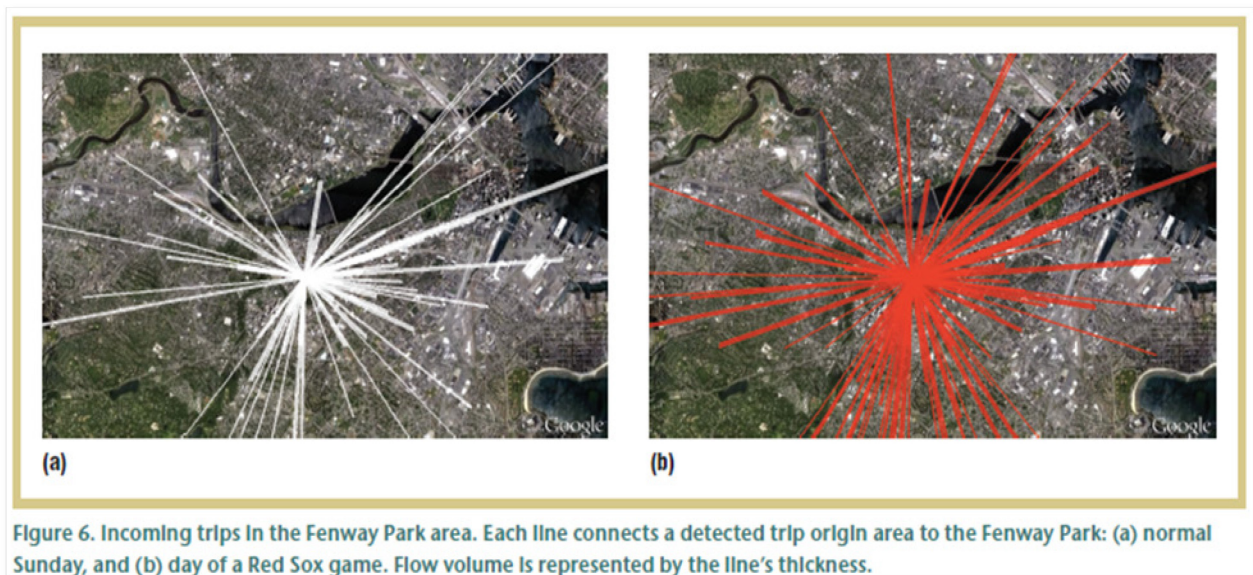 Google
Google
(a)
(b)
Figure 6. Incoming trips in the Fenway Park area. Each line connects a detected trip origin area to the Fenway Park: (a) normal
Sunday, and (b) day of a Red Sox game. Flow volume is represented by the line's thickness.